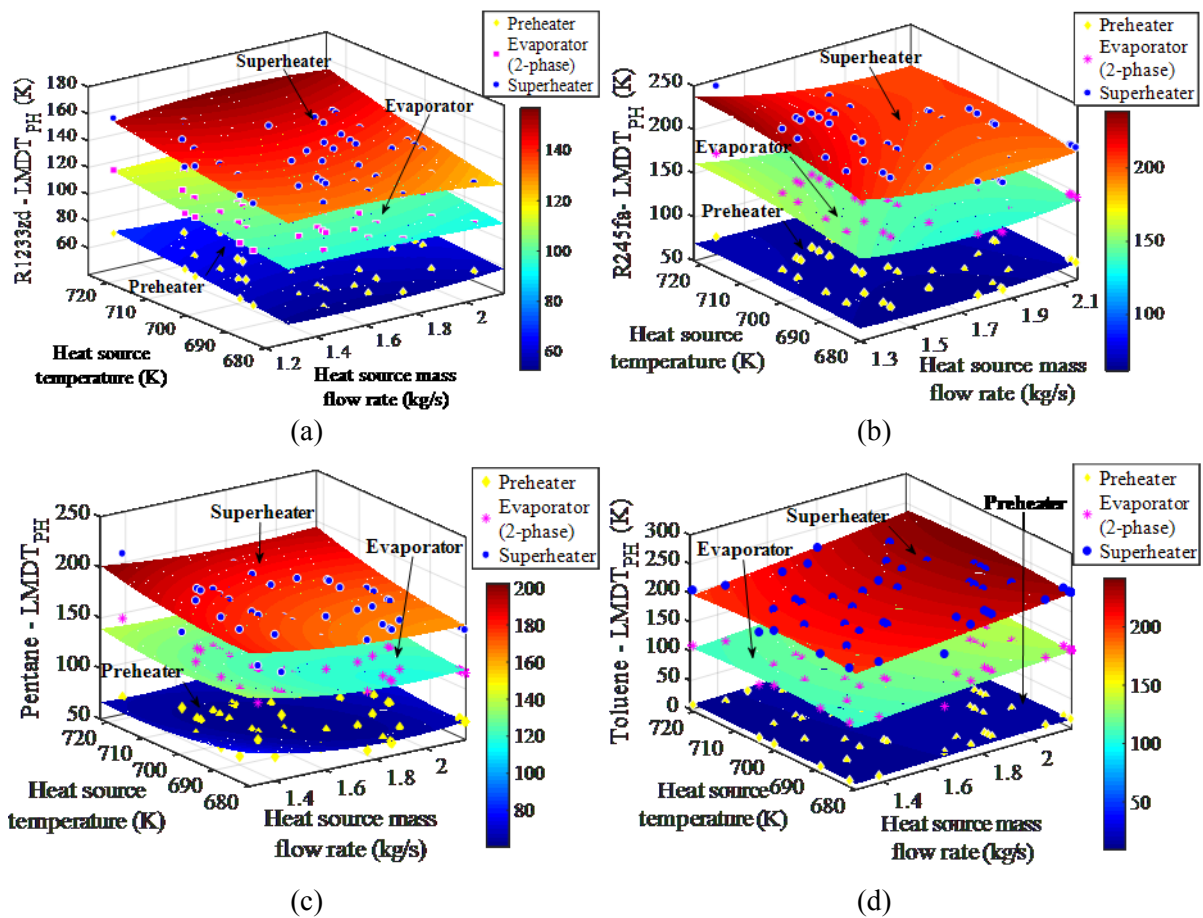 Preheater
Evaporator
(2-phase)
Superheater
Superheater
Evaporator
Preheater
R1233zd - LMDT PH (K)
180
160
140
120
100
80
60
720
710
700
690
680
1.2
1.4
1.6
1.8
2
Heat source
temperature (K)
Heat source mass
flow rate (kg/s)
140
120
100
80
60
(a)
Preheater
Evaporator
(2-phase)
Superheater
Superheater
Evaporator
Preheater
R245fa- LMDT PH (K)
250
200
150
100
50
720
700
690
680
1.3
1.5
1.7
1.9
2.1
Heat source
temperature (K)
Heat source mass
flow rate (kg/s)
200
150
100
(b)
Preheater
Evaporator
(2-phase)
Superheater
Superheater
Evaporator
Preheater
Pentane - LMDT PH
250
200
150
100
50
720
710
700
690
680
1.4
1.6
1.8
2
Heat source
temperature (K)
Heat source mass
flow rate (kg/s)
200
180
160
140
120
100
80
(c)
Preheater
Evaporator
(2-phase)
Superheater
Superheater
Preheater
Evaporator
Toluene - LMDT PH (K)
300
250
200
150
100
50
0
720
710
700
690
680
1.4
1.6
1.8
2
Heat source
temperature (K)
Heat source mass
flow rate (kg/s)
200
150
100
50
(d)